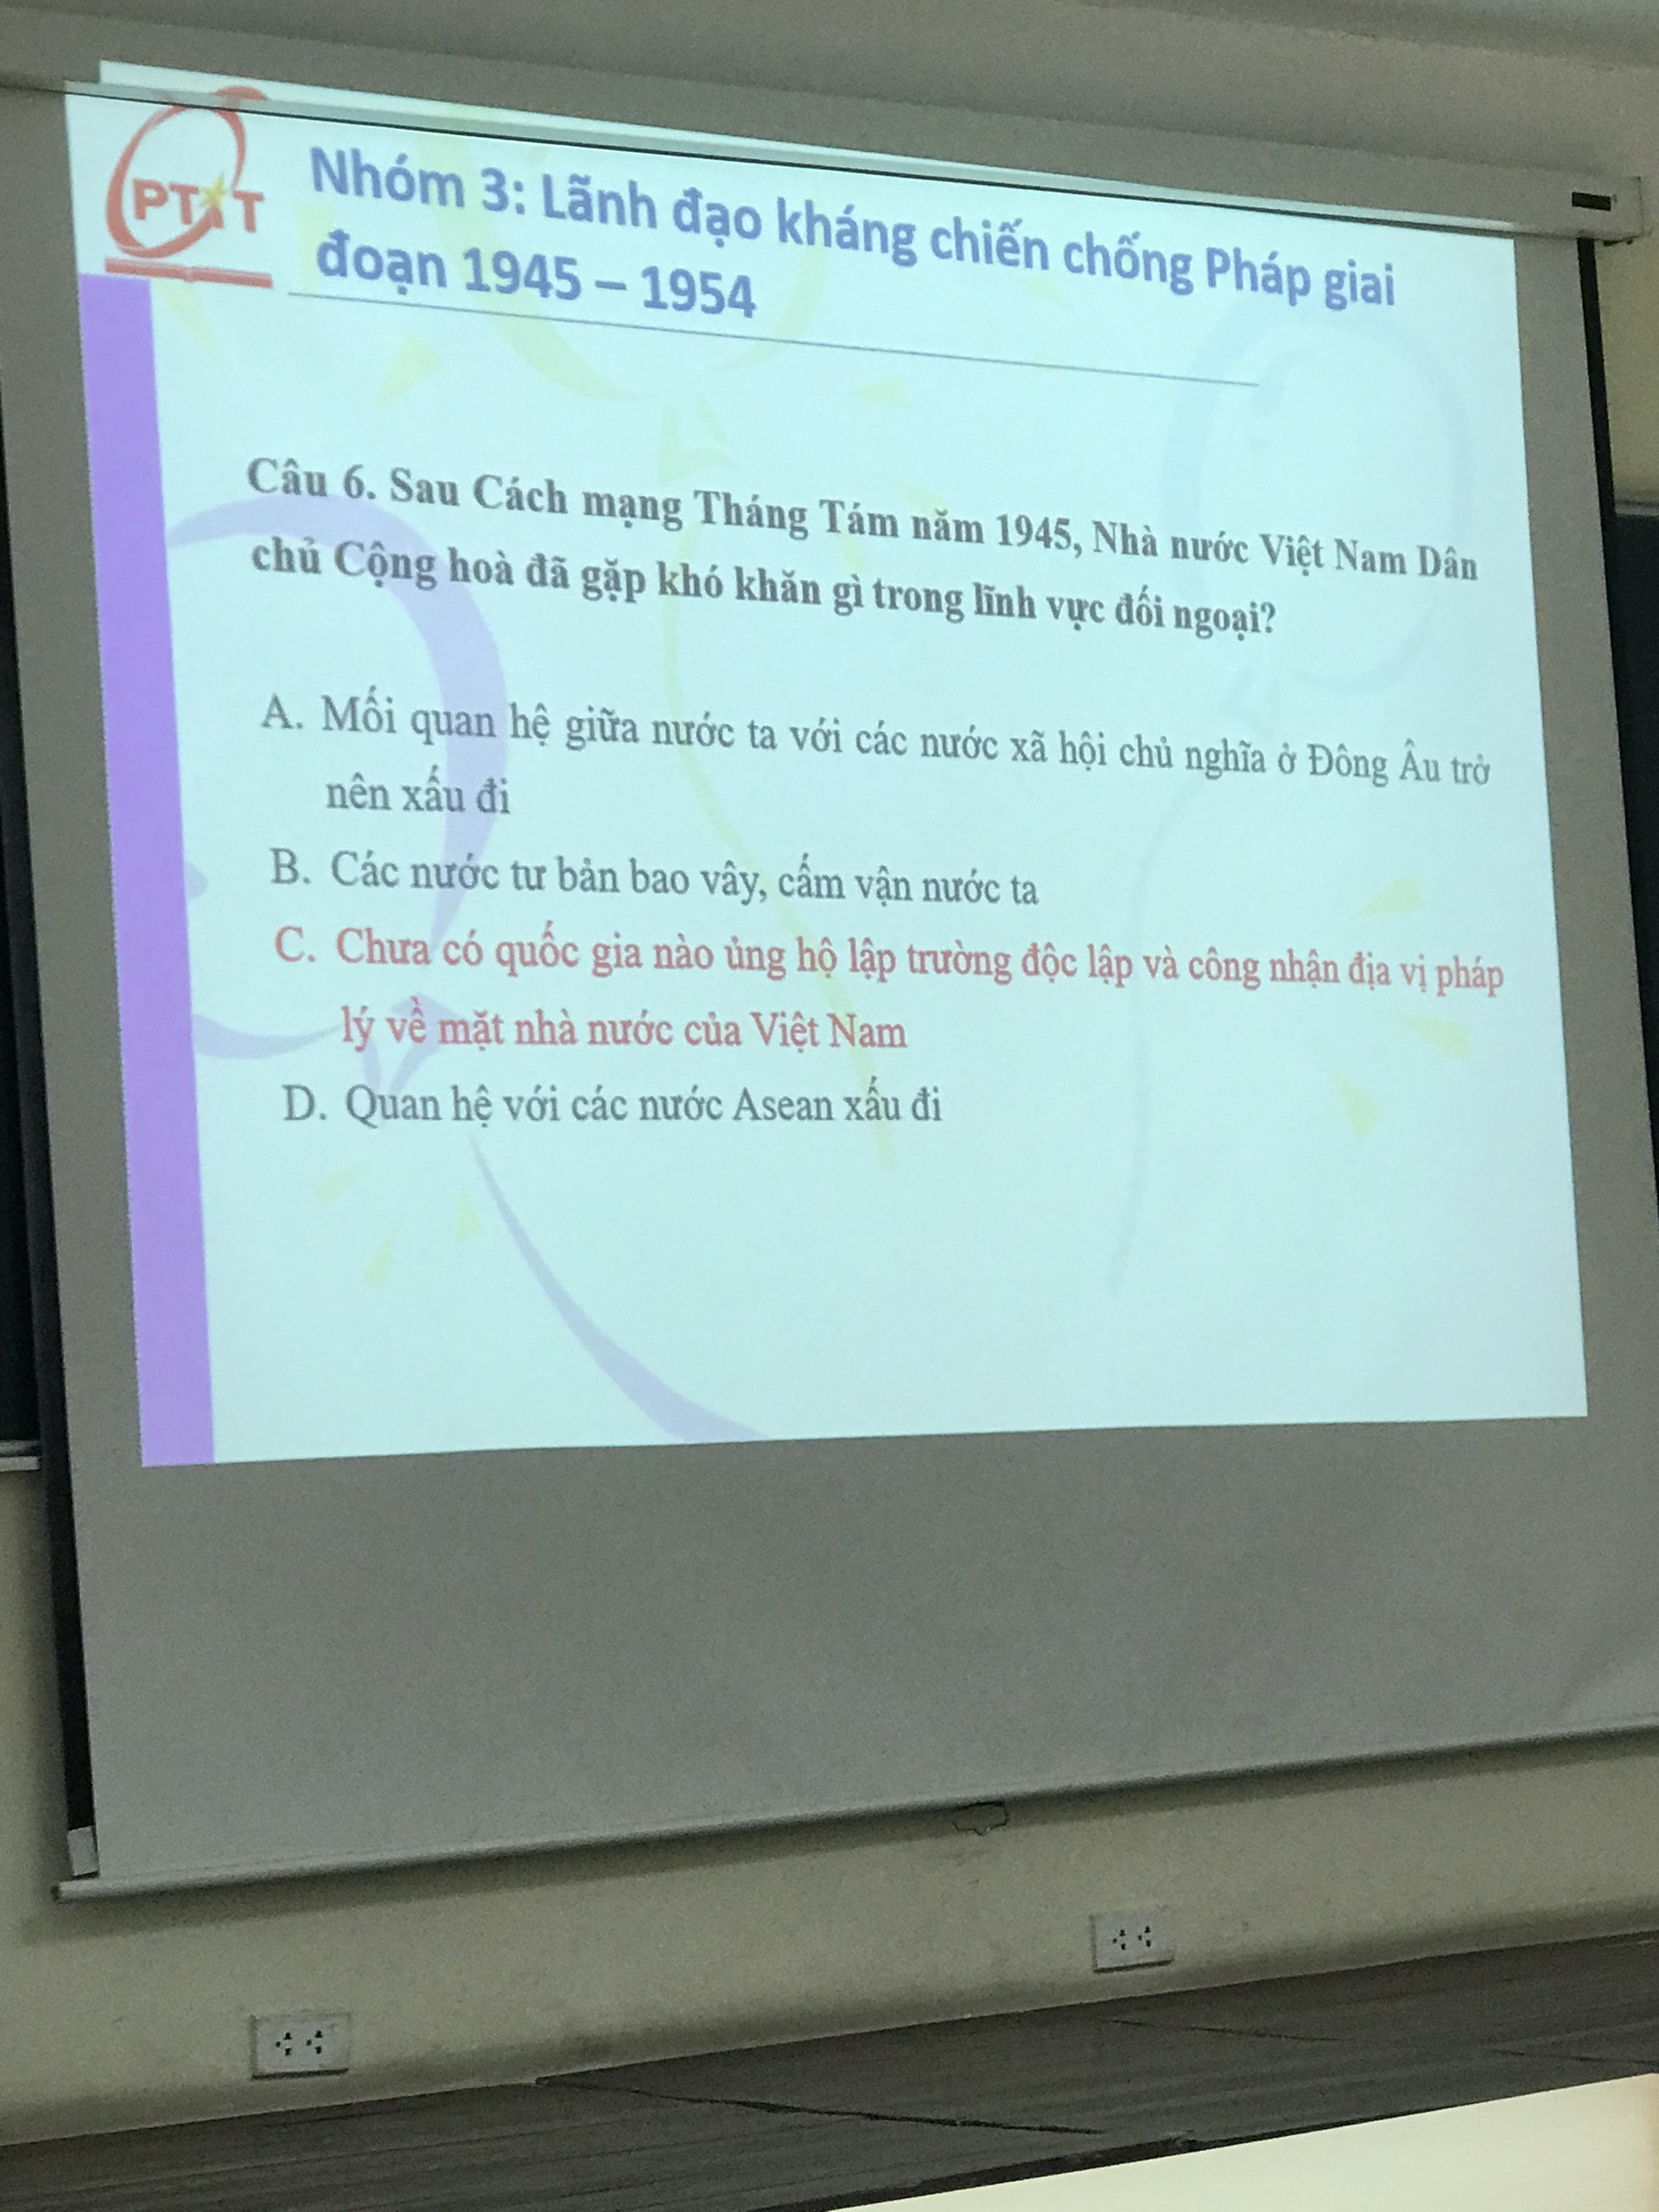 PTIT
Nhóm 3: Lãnh đạo kháng chiến chống Pháp giai
đoạn 1945 – 1954
Câu 6. Sau Cách mạng Tháng Tám năm 1945, Nhà nước Việt Nam Dân
chủ Cộng hoà đã gặp khó khăn gì trong lĩnh vực đối ngoại?
A. Mối quan hệ giữa nước ta với các nước xã hội chủ nghĩa ở Đông Âu trở
nên xấu đi
B. Các nước tư bản bao vây, cấm vận nước ta
C. Chưa có quốc gia nào ủng hộ lập trường độc lập và công nhận địa vị pháp
lý về mặt nhà nước của Việt Nam
D. Quan hệ với các nước Asean xấu đi